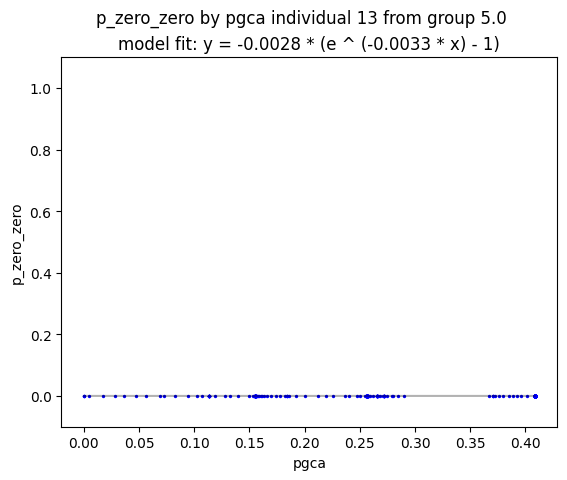 p_zero_zero by pgca individual 13 from group 5.0
model fit: y = -0.0028 * (e ^ (-0.0033 * x) - 1)
1.0
0.8
0.6
0.4
0.2
0.0
p_zero_zero
0.00 0.05 0.10 0.15 0.20 0.25 0.30 0.35 0.40
pgca